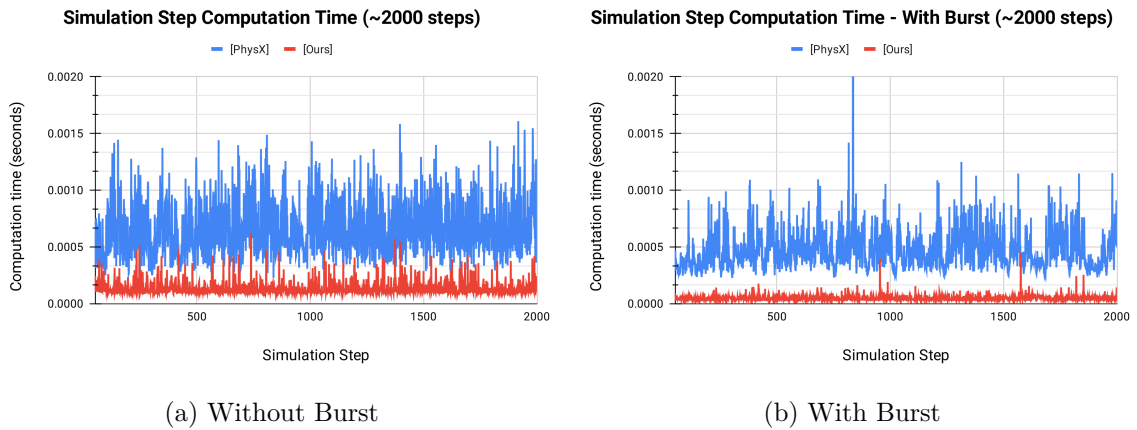 Simulation Step Computation Time (~2000 steps)
[PhysX] [Ours]
Computation time (seconds)
0.0020
0.0015
0.0010
0.0005
0.0000
500 1000 1500 2000
Simulation Step
(a) Without Burst
Simulation Step Computation Time - With Burst (~2000 steps)
[PhysX] [Ours]
Computation time (seconds)
0.0020
0.0015
0.0010
0.0005
0.0000
500 1000 1500 2000
Simulation Step
(b) With Burst